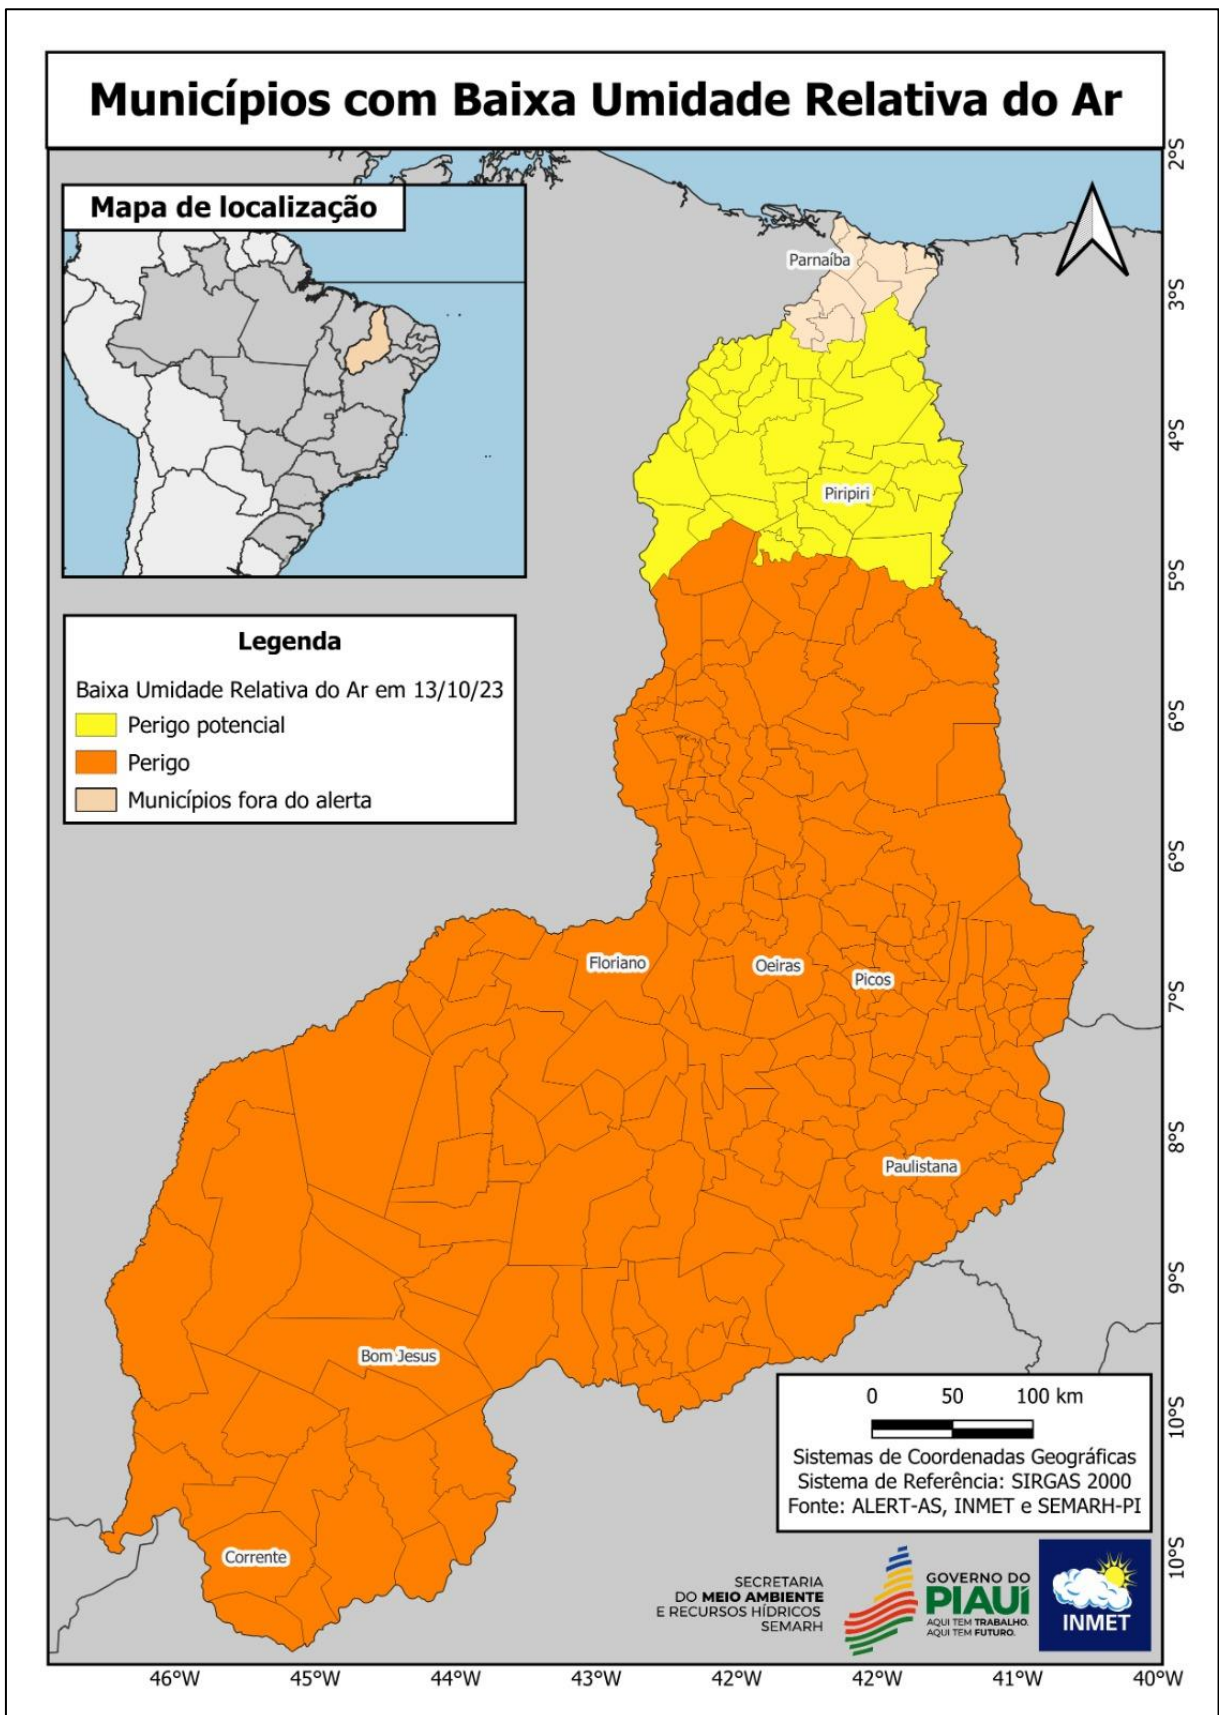 Municípios com Baixa Umidade Relativa do Ar
Mapa de localização
Parnaíba
Piripiri
Legenda
Baixa Umidade Relativa do Ar em 13/10/23
Perigo potencial
Perigo
Municípios fora do alerta
Floriano
Oeiras
Picos
Paulistana
Bom Jesus
Corrente
2°S
3°S
4°S
5°S
6°S
6°S
7°S
8°S
9°S
10°S
10°S
0 50 100 km
Sistemas de Coordenadas Geográficas
Sistema de Referência: SIRGAS 2000
Fonte: ALERT-AS, INMET e SEMARH-PI
SECRETARIA
DO MEIO AMBIENTE
E RECURSOS HÍDRICOS
SEMARH
GOVERNO DO
PIAUÍ
AQUI TEM TRABALHO.
AQUI TEM FUTURO.
INMET
46°W 45°W 44°W 43°W 42°W 42°W 41°W 40°W